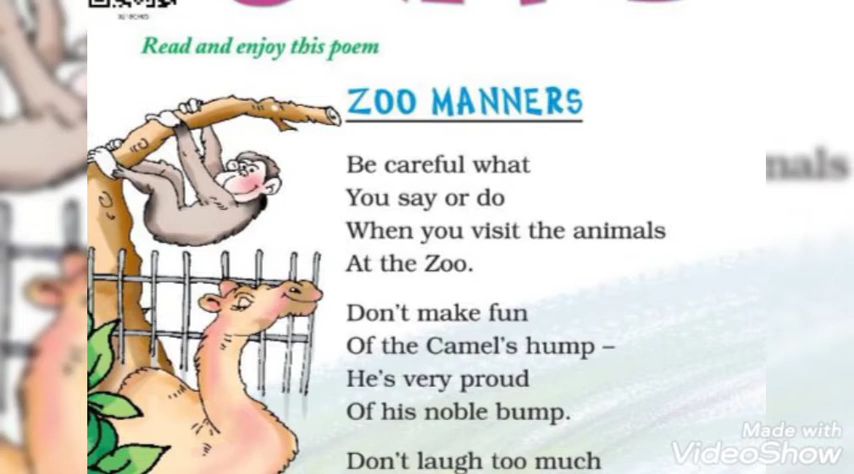 Read and enjoy this poem
ZOO MANNERS
Be careful what
You say or do
When you visit the animals
At the Zoo.
Don't make fun
Of the Camel's hump –
He's very proud
Of his noble bump.
Don't laugh too much
nals
Made with
VideoShow